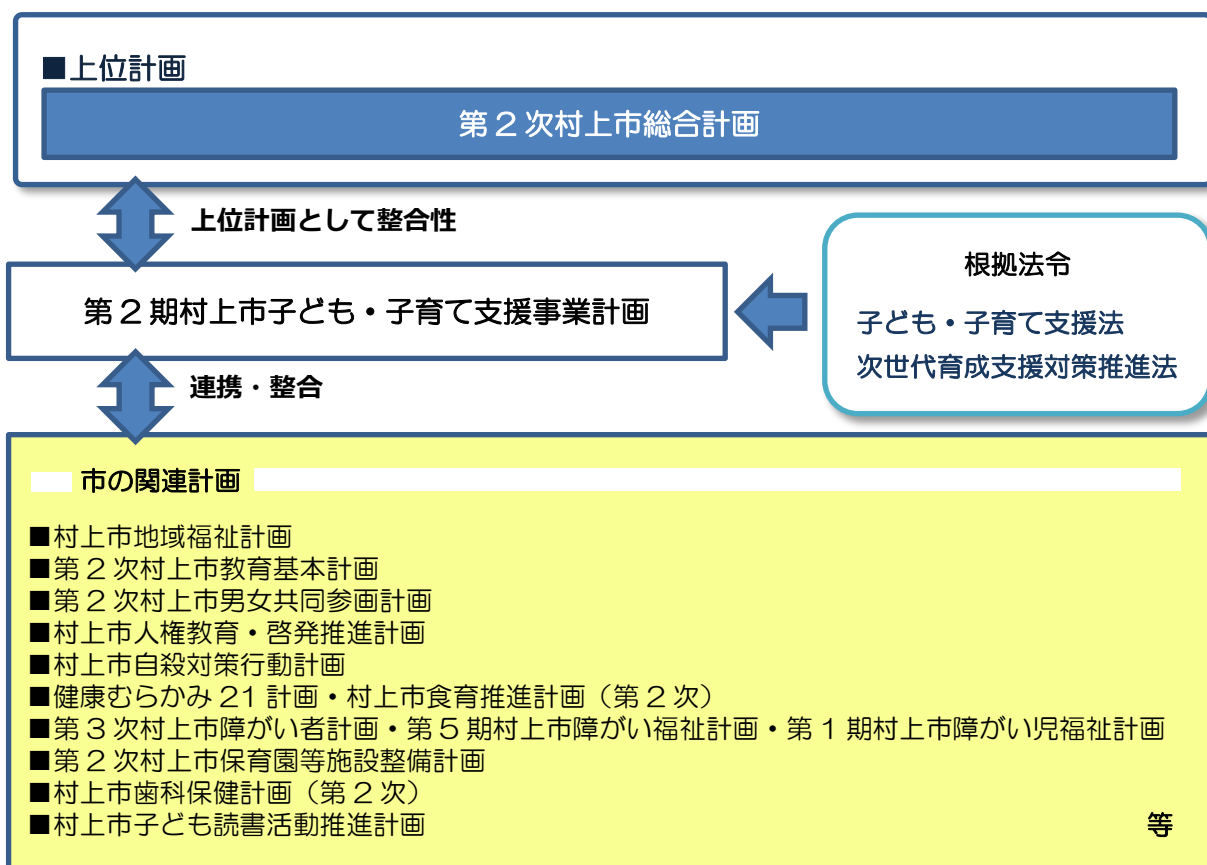 ■上位計画
第2次村上市総合計画
上位計画として整合性
第2期村上市子ども・子育て支援事業計画
根拠法令
子ども・子育て支援法
次世代育成支援対策推進法
連携・整合
市の関連計画
■村上市地域福祉計画
■第2次村上市教育基本計画
■第2次村上市男女共同参画計画
■村上市人権教育・啓発推進計画
■村上市自殺対策行動計画
■健康むらかみ21計画・村上市食育推進計画（第2次）
■第3次村上市障がい者計画・第5期村上市障がい福祉計画・第1期村上市障がい児福祉計画
■第2次村上市保育園等施設整備計画
■村上市歯科保健計画（第2次）
■村上市子ども読書活動推進計画 等